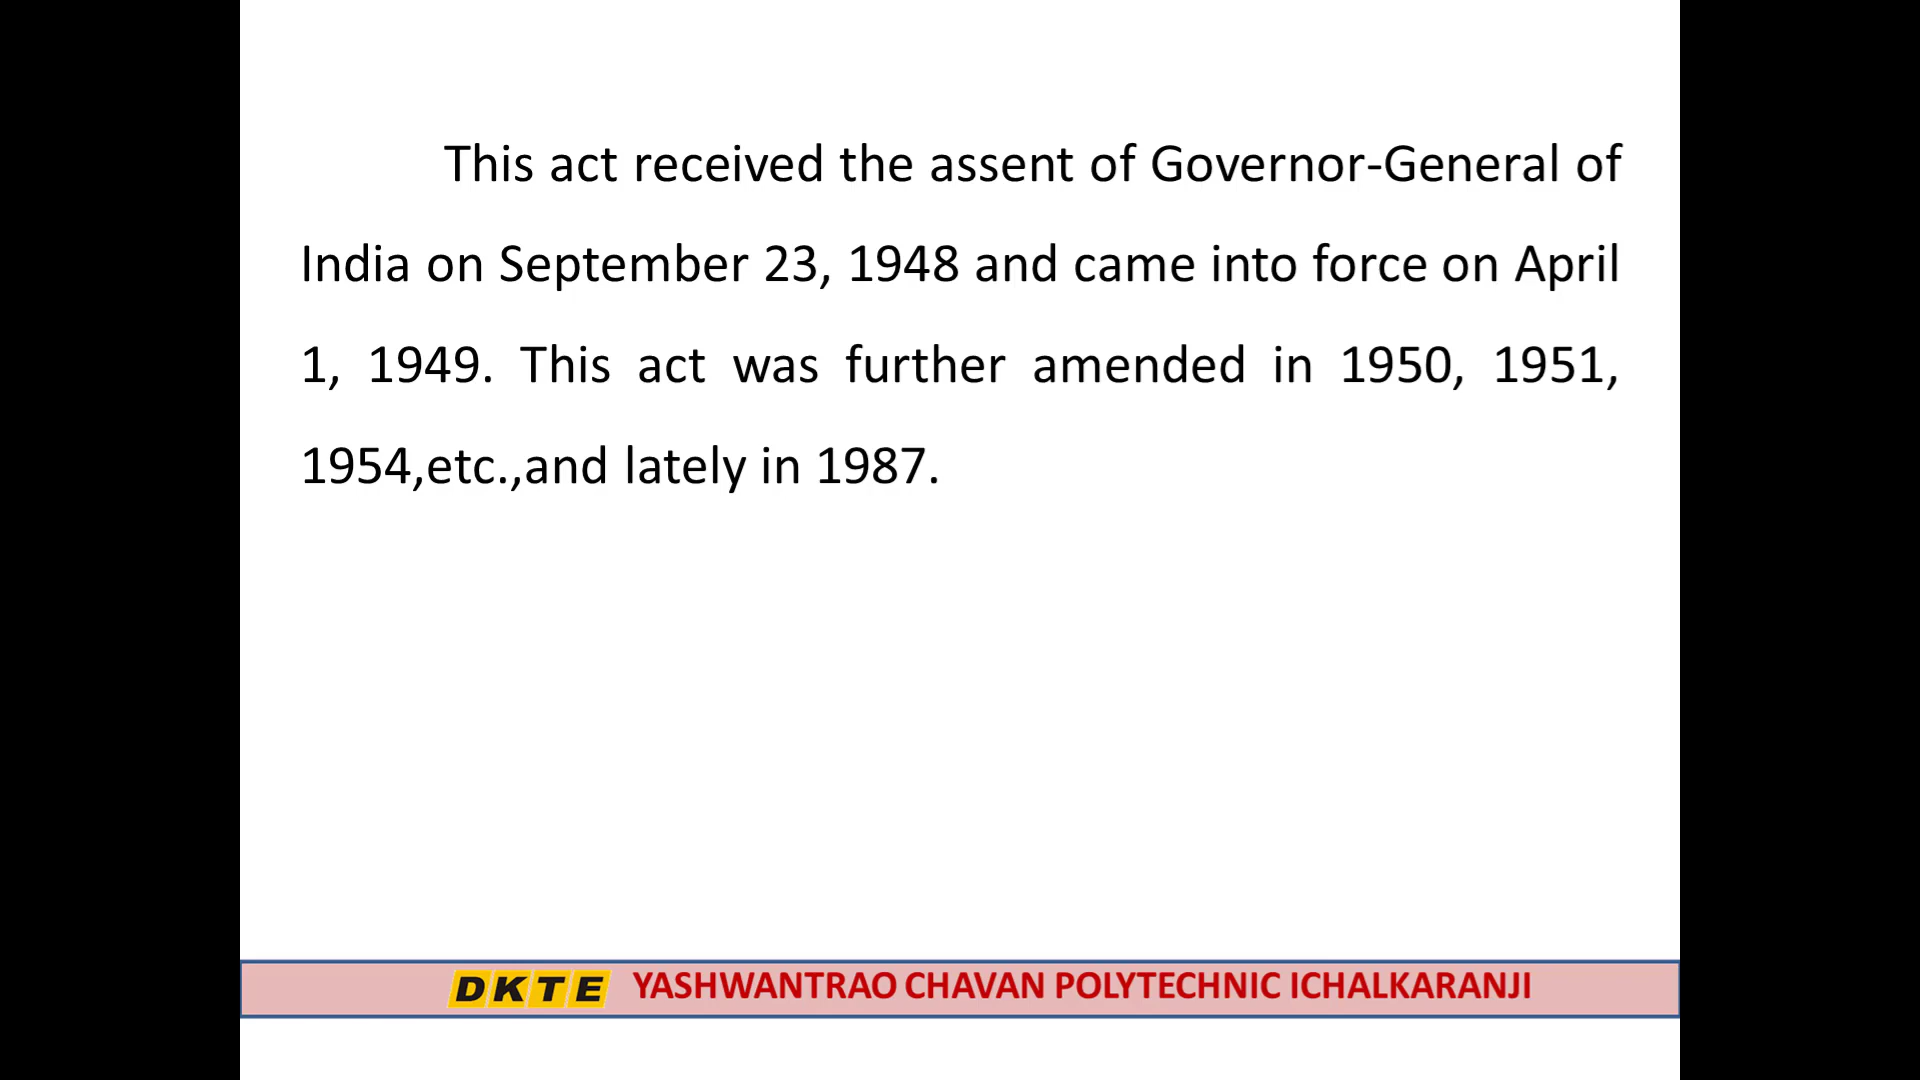 This act received the assent of Governor-General of
India on September 23, 1948 and came into force on April
1, 1949. This act was further amended in 1950, 1951,
1954,etc.,and lately in 1987.
DKTE YASHWANTRAO CHAVAN POLYTECHNIC ICHALKARANJI